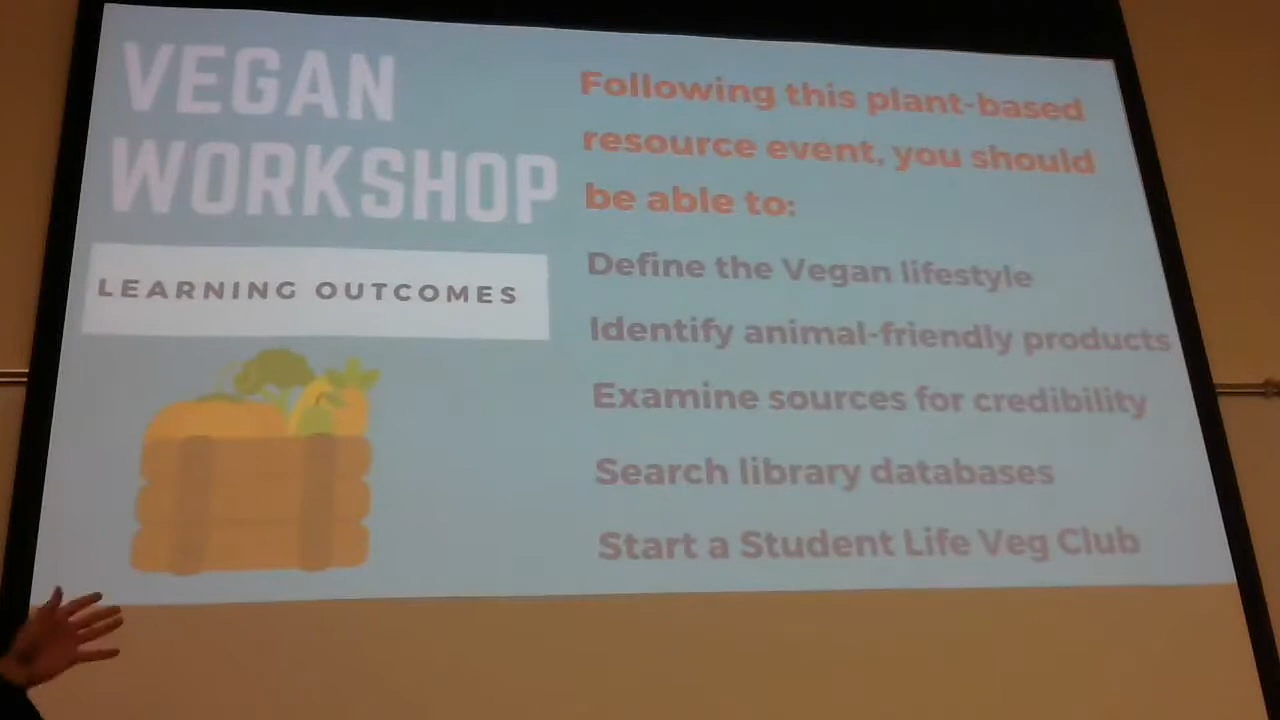 VEGAN
WORKSHOP
LEARNING OUTCOMES
Following this plant-based
resource event, you should
be able to:
Define the Vegan lifestyle
Identify animal-friendly products
Examine sources for credibility
Search library databases
Start a Student Life Veg Club